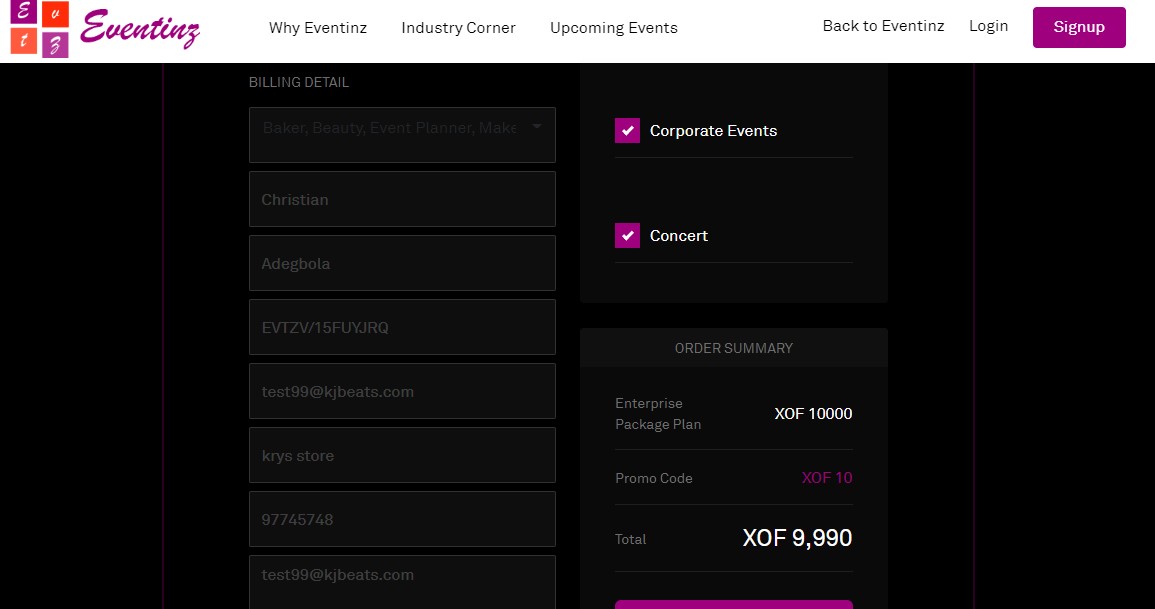 E v
t z
Eventinz
Why Eventinz
Industry Corner
Upcoming Events
Back to Eventinz
Login
Signup
BILLING DETAIL
Baker, Beauty, Event Planner, Make
Christian
Adegbola
EVTZV/15FUYJRQ
test99@kjbeats.com
krys store
97745748
test99@kjbeats.com
Corporate Events
Concert
ORDER SUMMARY
Enterprise
Package Plan
XOF 10000
Promo Code
XOF 10
Total
XOF 9,990